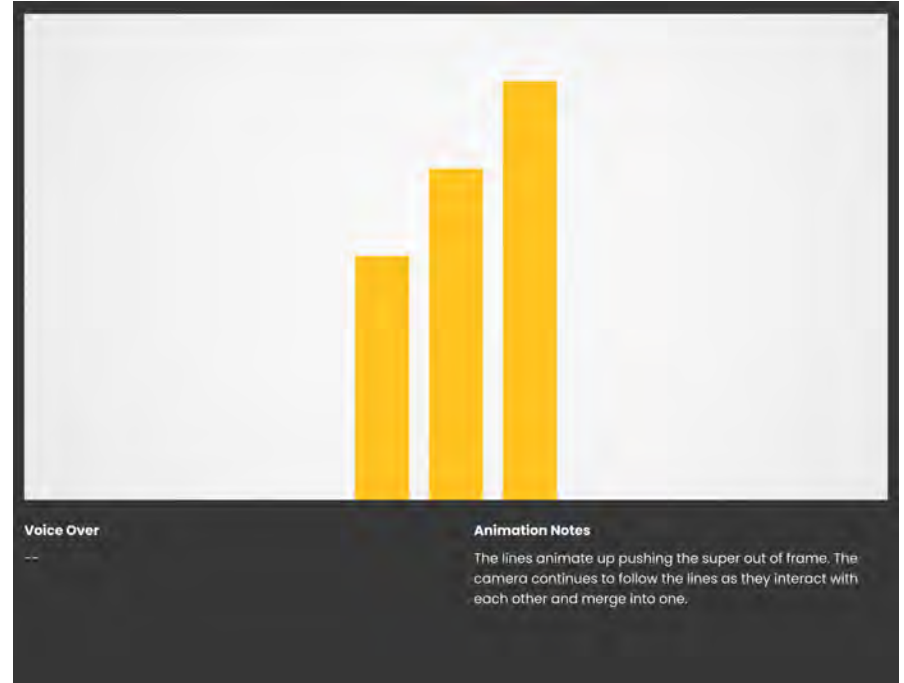 Voice Over
--
Animation Notes
The lines animate up pushing the super out of frame. The
camera continues to follow the lines as they interact with
each other and merge into one.